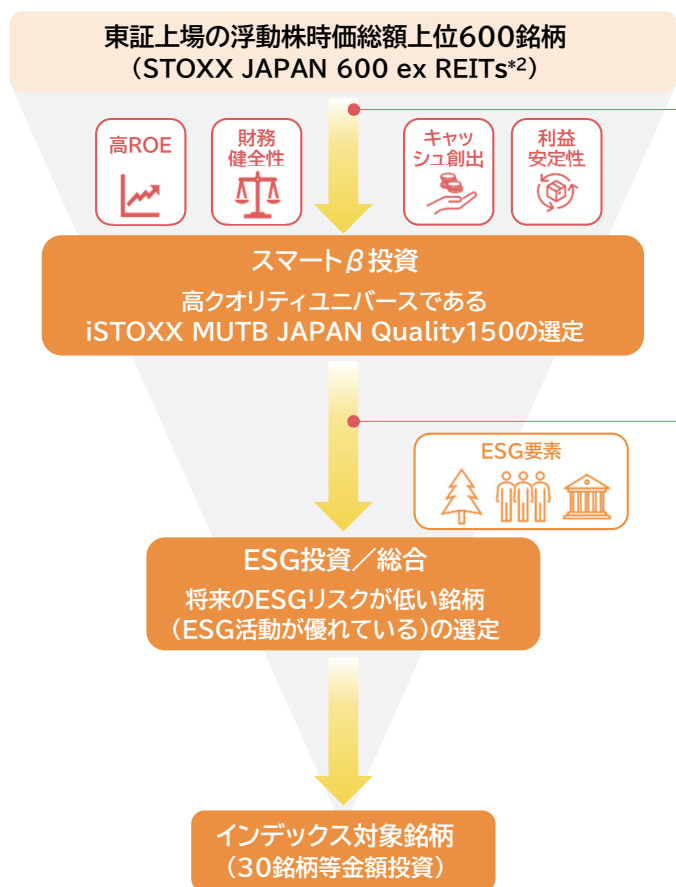 東証上場の浮動株時価総額上位600銘柄
（STOXX JAPAN 600 ex REITs*2）
高ROE
財務
健全性
キャッ
シュ創出
利益
安定性
スマートβ投資
高クオリティユニバースである
iSTOXX MUTB JAPAN Quality150の選定
ESG要素
ESG投資／総合
将来のESGリスクが低い銘柄
（ESG活動が優れている）の選定
インデックス対象銘柄
（30銘柄等金額投資）